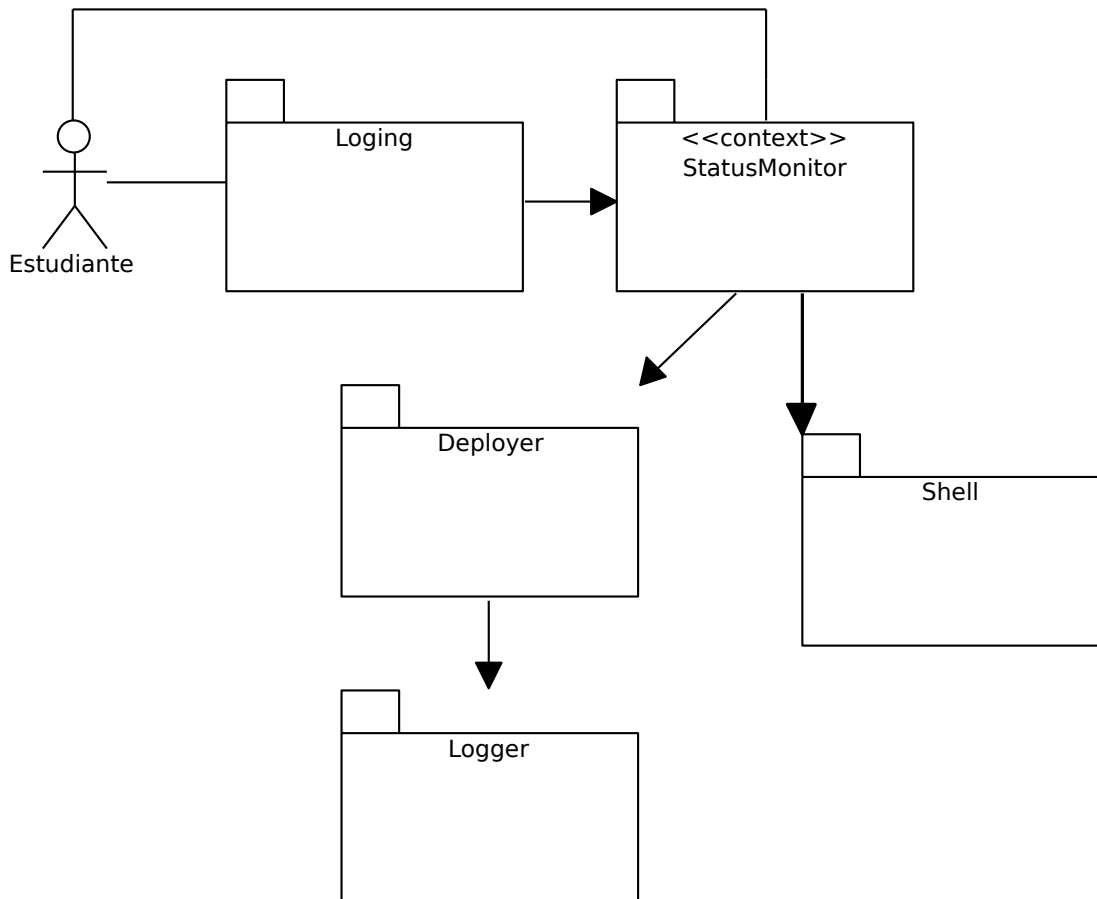 Loging
<<context>>
StatusMonitor
Estudiante
Deployer
Shell
Logger